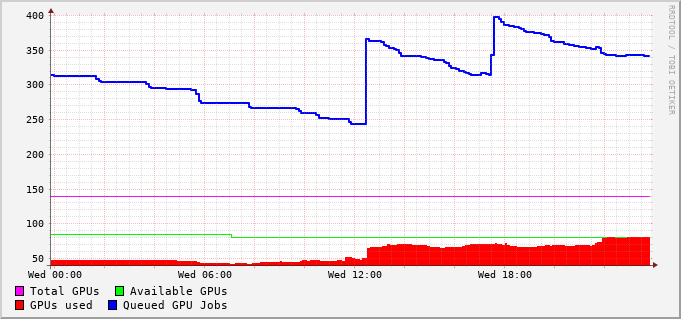 400
350
300
250
200
150
100
50
Wed 00:00 Wed 06:00 Wed 12:00 Wed 18:00
Total GPUs Available GPUs
GPUs used Queued GPU Jobs
RRDTOOL / TOBI OETIKER